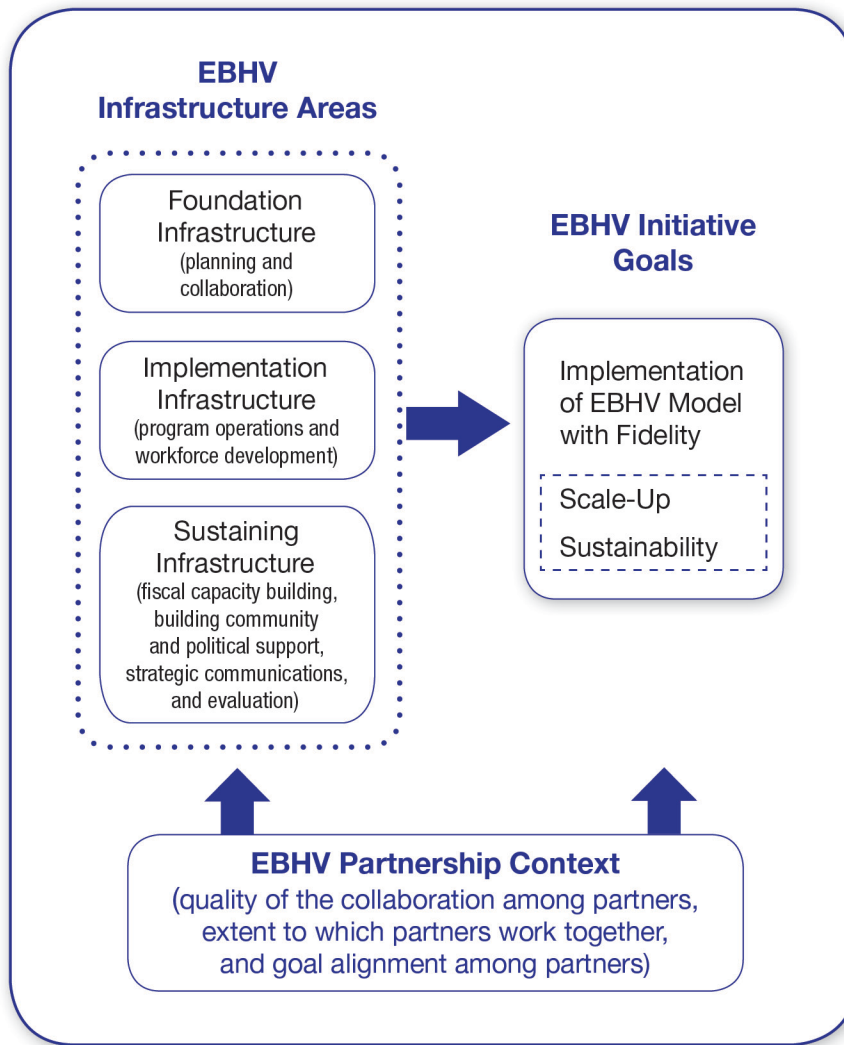 EBHV
Infrastructure Areas
Foundation
Infrastructure
(planning and
collaboration)
Implementation
Infrastructure
(program operations and
workforce development)
Sustaining
Infrastructure
(fiscal capacity building,
building community
and political support,
strategic communications,
and evaluation)
EBHV Initiative
Goals
Implementation
of EBHV Model
with Fidelity
Scale-Up
Sustainability
EBHV Partnership Context
(quality of the collaboration among partners,
extent to which partners work together,
and goal alignment among partners)